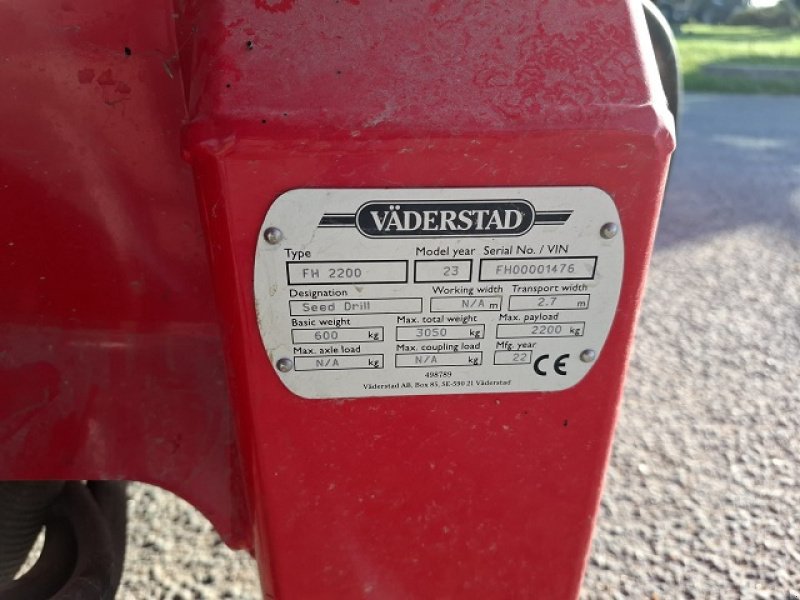 VÄDERSTAD
Type Model year Serial No. / VIN
FH 2200 23 FH00001476
Designation Working width Transport width
Seed Drill N/A m 2.7 m
Basic weight Max. total weight Max. payload
600 kg 3050 kg 2200 kg
Max. axle load Max. coupling load Mfg. year
N/A kg N/A kg 22 CE
498789
Väderstad AB, Box 85, SE-590 21 Väderstad